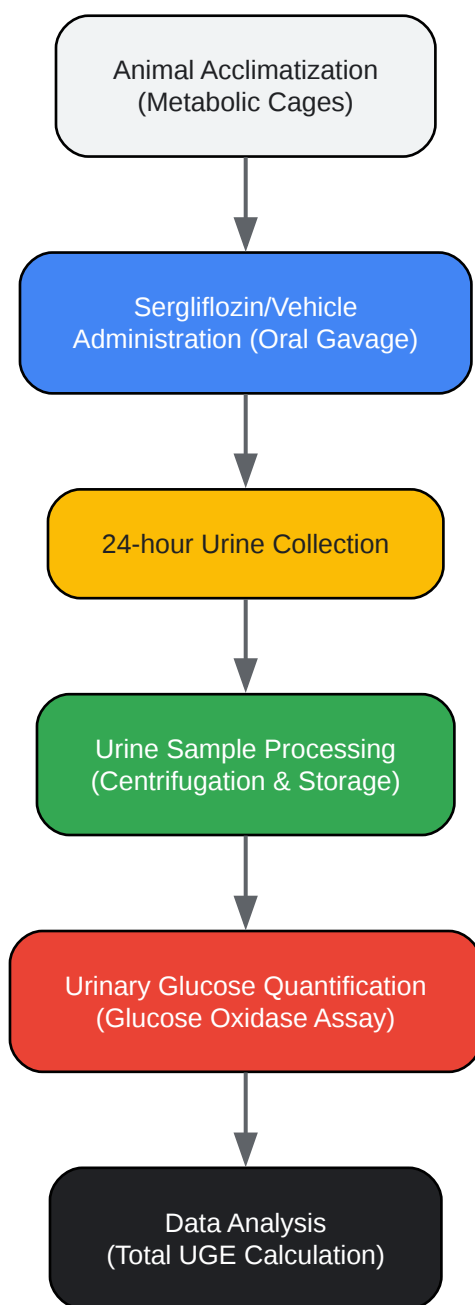 Animal Acclimatization
(Metabolic Cages)
Sergliflozin/Vehicle
Administration (Oral Gavage)
24-hour Urine Collection
Urine Sample Processing
(Centrifugation & Storage)
Urinary Glucose Quantification
(Glucose Oxidase Assay)
Data Analysis
(Total UGE Calculation)